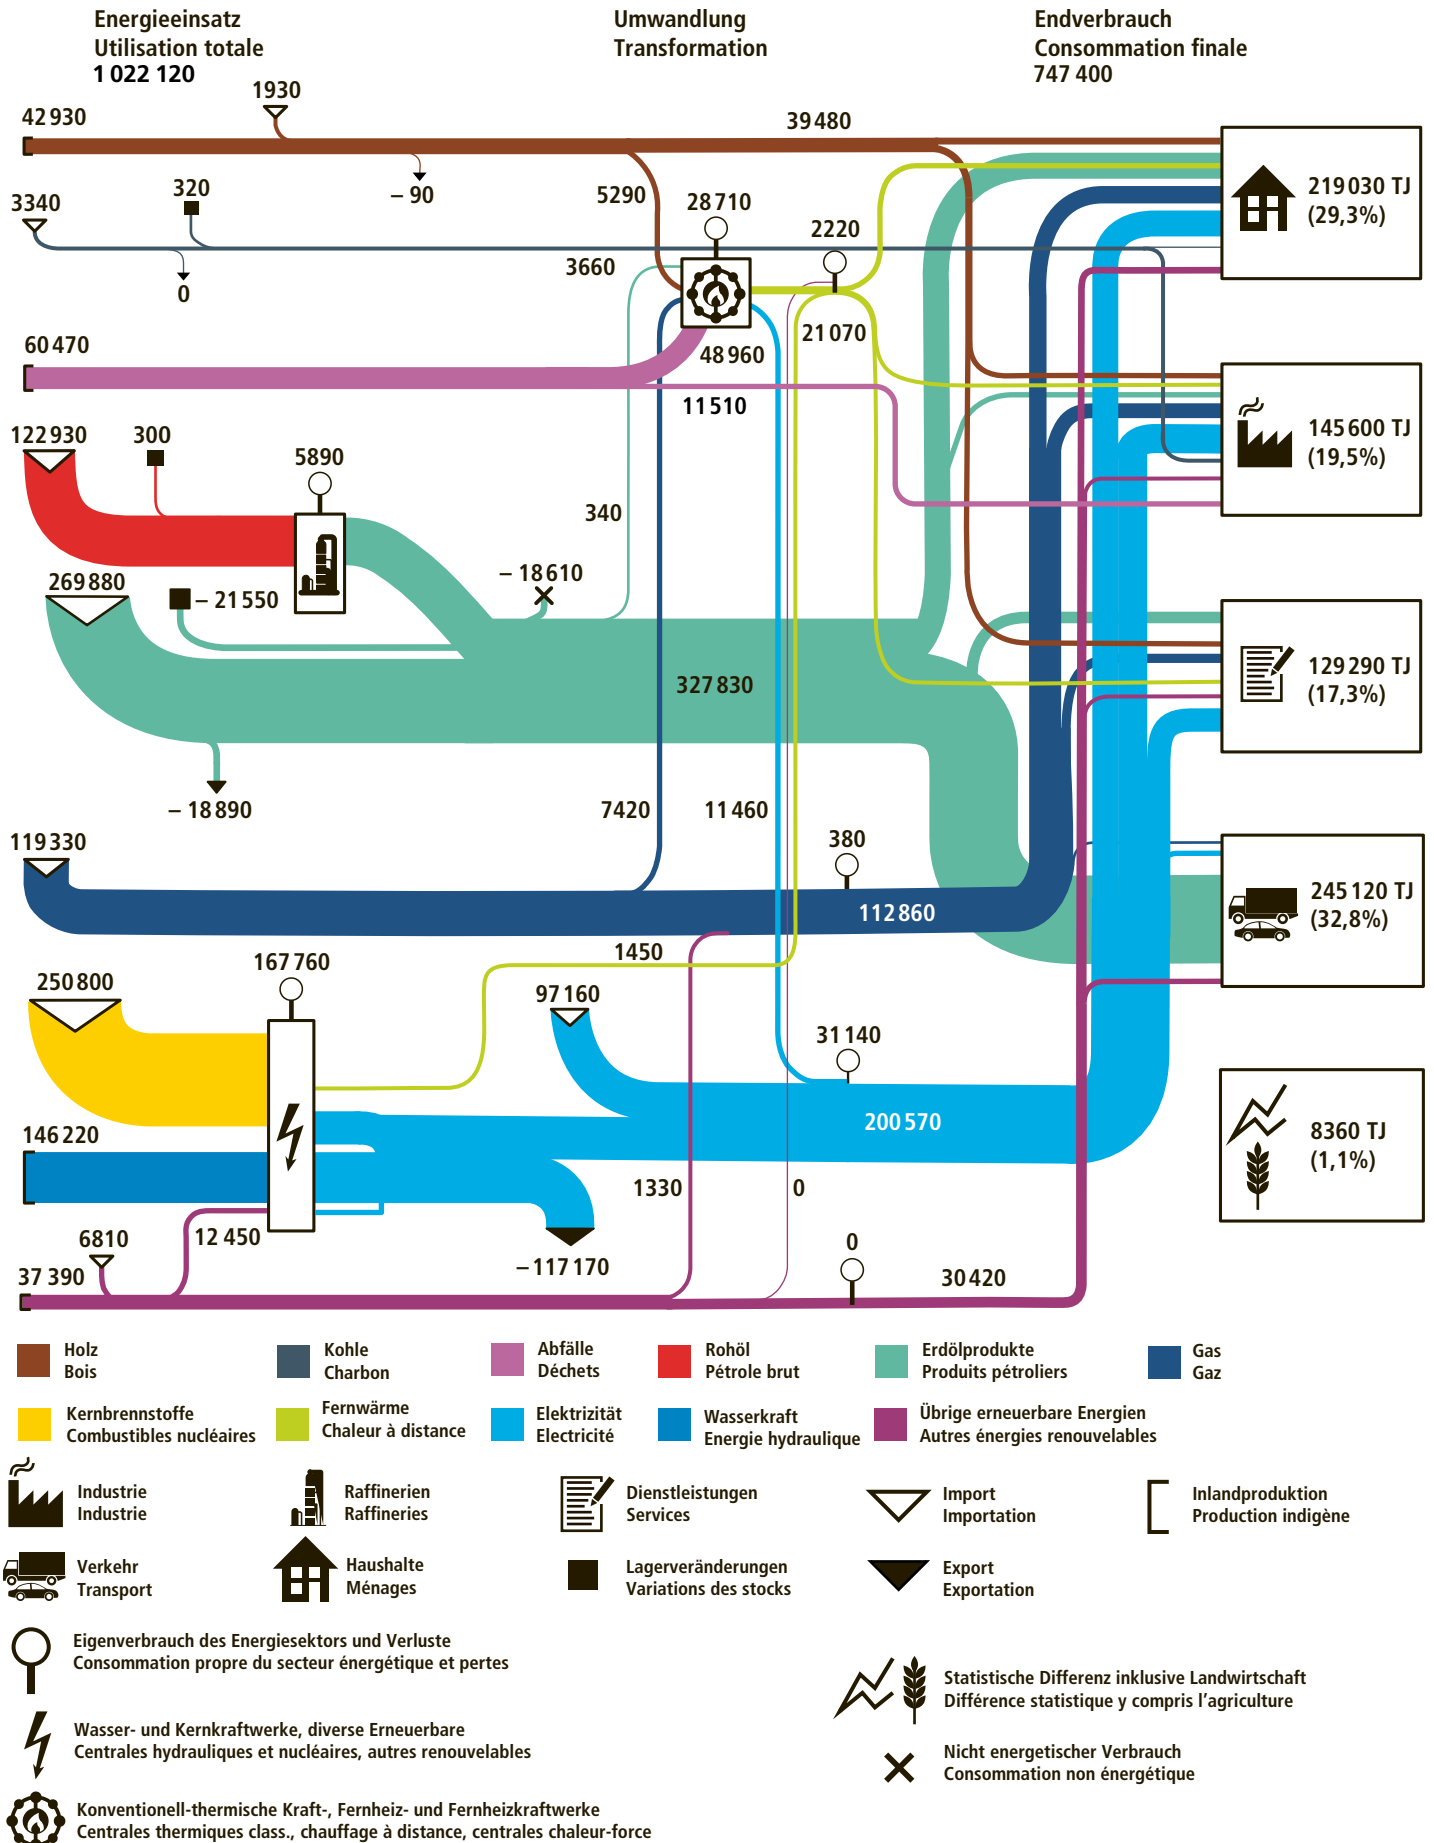 Energieeinsatz
Utilisation totale
1 022 120
Umwandlung
Transformation
Endverbrauch
Consommation finale
747 400
1930
42 930
39 480
– 90
5290
320
3340
0
28 710
2220
3660
219 030 TJ
(29,3%)
60 470
48 960
21 070
11 510
122 930
300
5890
340
145 600 TJ
(19,5%)
269 880
– 21 550
– 18 610
327 830
129 290 TJ
(17,3%)
– 18 890
7420
11 460
119 330
380
112 860
245 120 TJ
(32,8%)
1450
250 800
167 760
97 160
31 140
200 570
146 220
8360 TJ
(1,1%)
1330
0
12 450
6810
– 117 170
37 390
0
30 420
Holz
Bois
Kohle
Charbon
Abfälle
Déchets
Rohöl
Pétrole brut
Erdölprodukte
Produits pétroliers
Gas
Gaz
Kernbrennstoffe
Combustibles nucléaires
Fernwärme
Chaleur à distance
Elektrizität
Electricité
Wasserkraft
Energie hydraulique
Übrige erneuerbare Energien
Autres énergies renouvelables
Industrie
Industrie
Raffinerien
Raffineries
Dienstleistungen
Services
Import
Importation
Inlandproduktion
Production indigène
Verkehr
Transport
Haushalte
Ménages
Lagerveränderungen
Variations des stocks
Export
Exportation
Eigenverbrauch des Energiesektors und Verluste
Consommation propre du secteur énergétique et pertes
Statistische Differenz inklusive Landwirtschaft
Différence statistique y compris l’agriculture
Wasser- und Kernkraftwerke, diverse Erneuerbare
Centrales hydrauliques et nucléaires, autres renouvelables
Nicht energetischer Verbrauch
Consommation non énergétique
Konventionell-thermische Kraft-, Fernheiz- und Fernheizkraftwerke
Centrales thermiques class., chauffage à distance, centrales chaleur-force